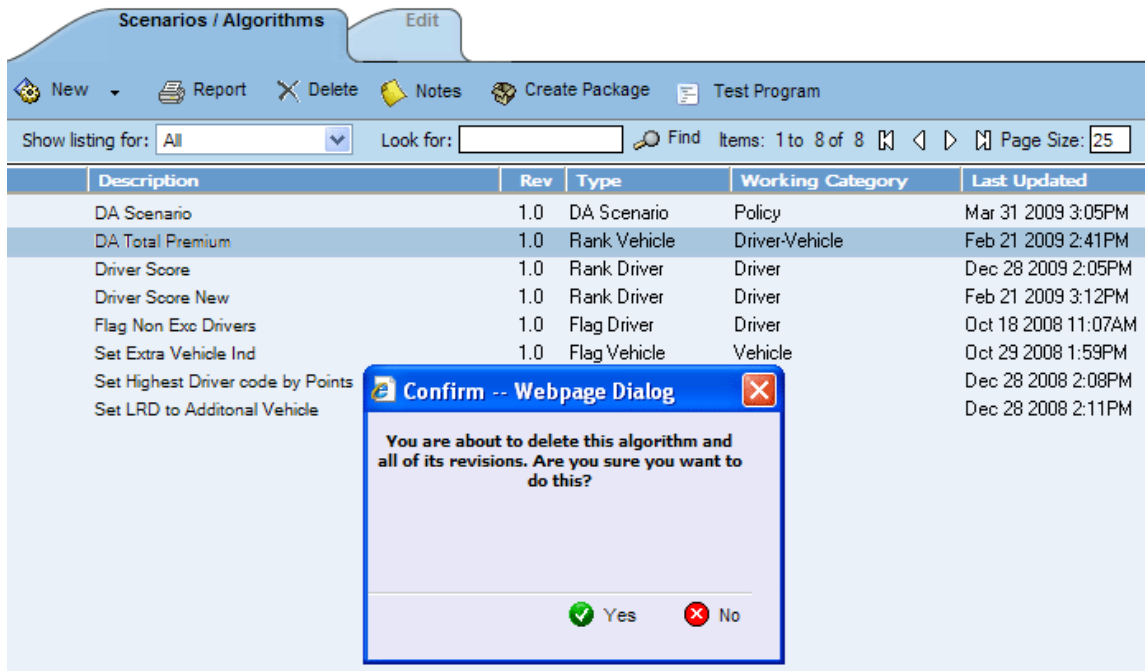 Scenarios / Algorithms Edit
New Report Delete Notes Create Package Test Program
Show listing for: All Look for: Find Items: 1 to 8 of 8 Page Size: 25
Description Rev Type Working Category Last Updated
DA Scenario 1.0 DA Scenario Policy Mar 31 2009 3:05PM
DA Total Premium 1.0 Rank Vehicle Driver-Vehicle Feb 21 2009 2:41PM
Driver Score 1.0 Rank Driver Driver Dec 28 2009 2:05PM
Driver Score New 1.0 Rank Driver Driver Feb 21 2009 3:12PM
Flag Non Exc Drivers 1.0 Flag Driver Driver Oct 18 2008 11:07AM
Set Extra Vehicle Ind 1.0 Flag Vehicle Vehicle Oct 29 2008 1:59PM
Set Highest Driver code by Points Dec 28 2008 2:08PM
Set LRD to Additonal Vehicle Dec 28 2008 2:11PM
Confirm -- Webpage Dialog
You are about to delete this algorithm and
all of its revisions. Are you sure you want to
do this?
Yes No